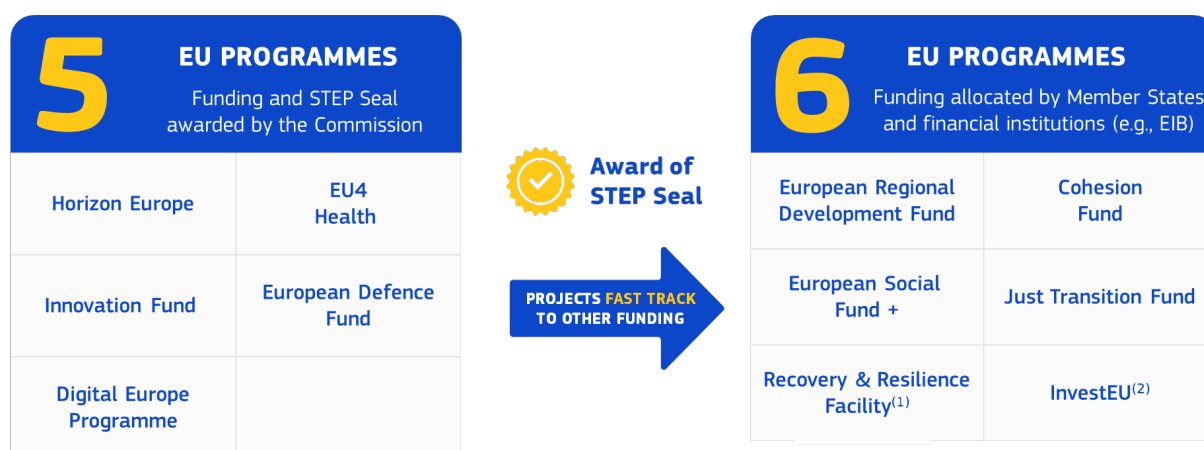 5
EU PROGRAMMES
Funding and STEP Seal
awarded by the Commission
Horizon Europe
EU4
Health
Innovation Fund
European Defence
Fund
Digital Europe
Programme
Award of
STEP Seal
PROJECTS FAST TRACK
TO OTHER FUNDING
6
EU PROGRAMMES
Funding allocated by Member States
and financial institutions (e.g., EIB)
European Regional
Development Fund
Cohesion
Fund
European Social
Fund +
Just Transition Fund
Recovery & Resilience
Facility(1)
InvestEU(2)